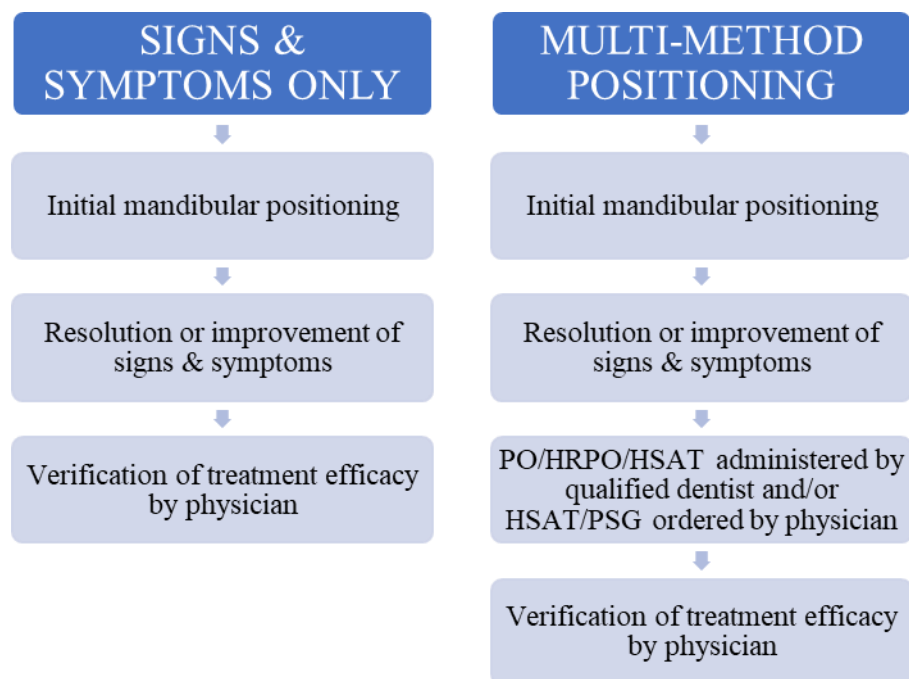 SIGNS &
SYMPTOMS ONLY
Initial mandibular positioning
Resolution or improvement of
signs & symptoms
Verification of treatment efficacy
by physician
MULTI-METHOD
POSITIONING
Initial mandibular positioning
Resolution or improvement of
signs & symptoms
PO/HRPO/HSAT administered by
qualified dentist and/or
HSAT/PSG ordered by physician
Verification of treatment efficacy
by physician